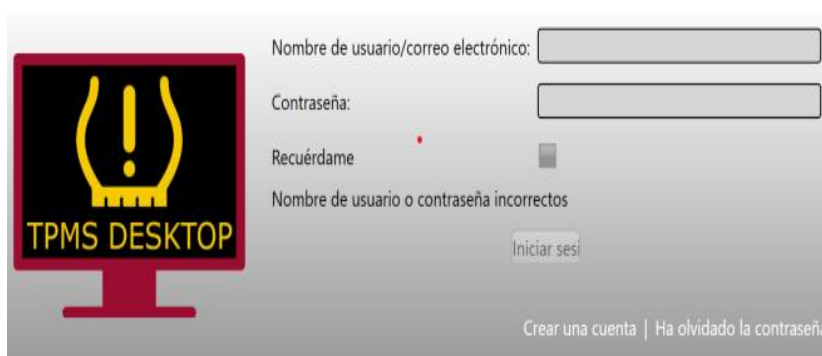 Nombre de usuario/correo electrónico:
Contraseña:
Recuérdame
Nombre de usuario o contraseña incorrectos
TPMS DESKTOP
Iniciar sesi
Crear una cuenta | Ha olvidado la contraseña